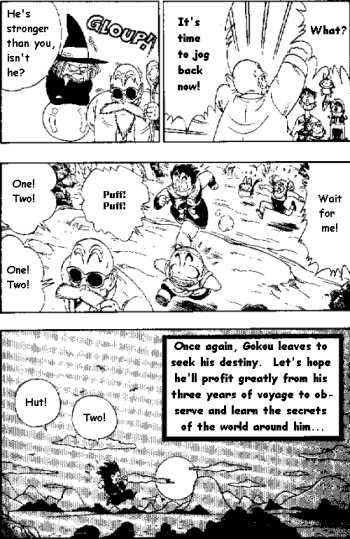 He's
stronger
than you,
isn't
he?
GLOUP!
It's
time
to jog
back
now!
What?
One!
Two!
Puff!
Puff!
Wait
for
me!
One!
Two!
Once again, Gokou leaves to
seek his destiny. Let's hope
he'll profit greatly from his
three years of voyage to ob-
serve and learn the secrets
of the world around him...
Hut!
Two!